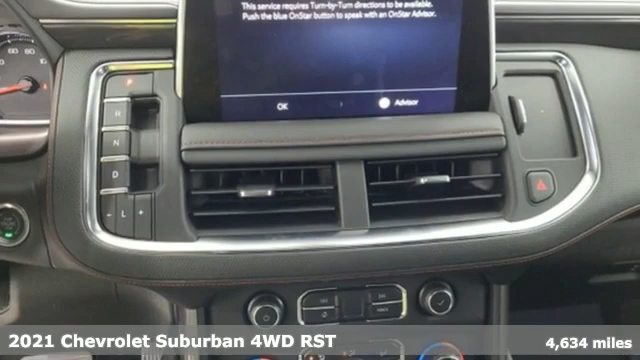 This service requires Turn-by-Turn directions to be available.
Push the blue OnStar button to speak with an OnStar Advisor.
OK
Advisor
R
N
D
- L +
2021 Chevrolet Suburban 4WD RST
4,634 miles